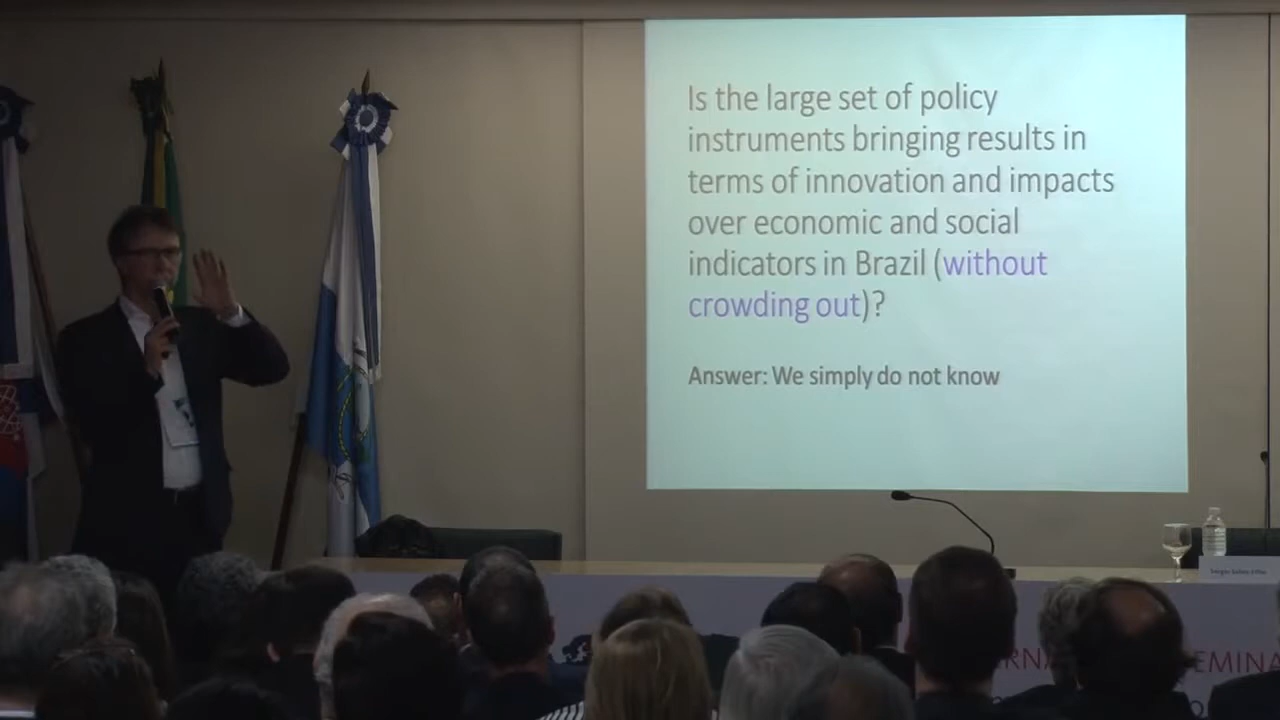 Is the large set of policy
instruments bringing results in
terms of innovation and impacts
over economic and social
indicators in Brazil (without
crowding out)?
Answer: We simply do not know